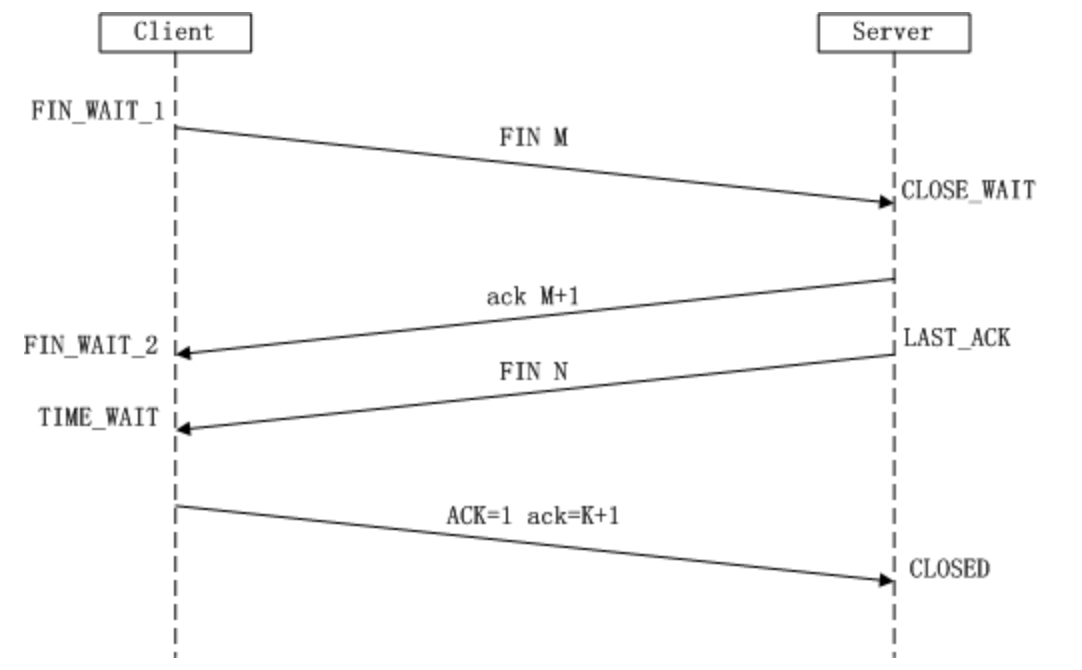 Client
Server
FIN_WAIT_1
FIN M
CLOSE_WAIT
ack M+1
FIN_WAIT_2
LAST_ACK
FIN N
TIME_WAIT
ACK=1 ack=K+1
CLOSED